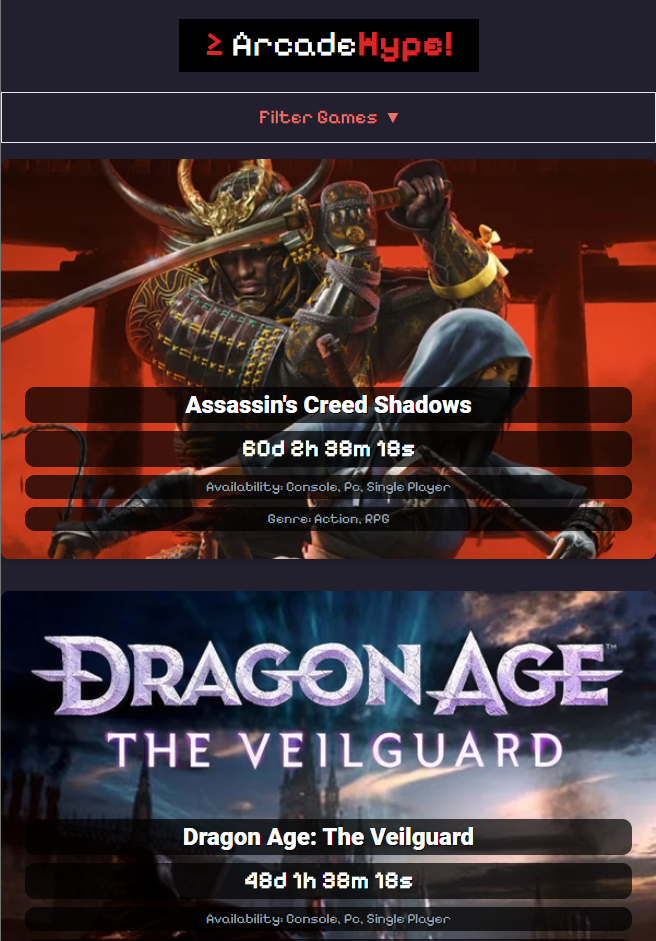 ≥ ArcadeHype!
Filter Games ▼
Assassin's Creed Shadows
60d 2h 38m 18s
Availability: Console, Pc, Single Player
Genre: Action, RPG
DRAGON AGE™
THE VEILGUARD
Dragon Age: The Veilguard
48d 1h 38m 18s
Availability: Console, Pc, Single Player